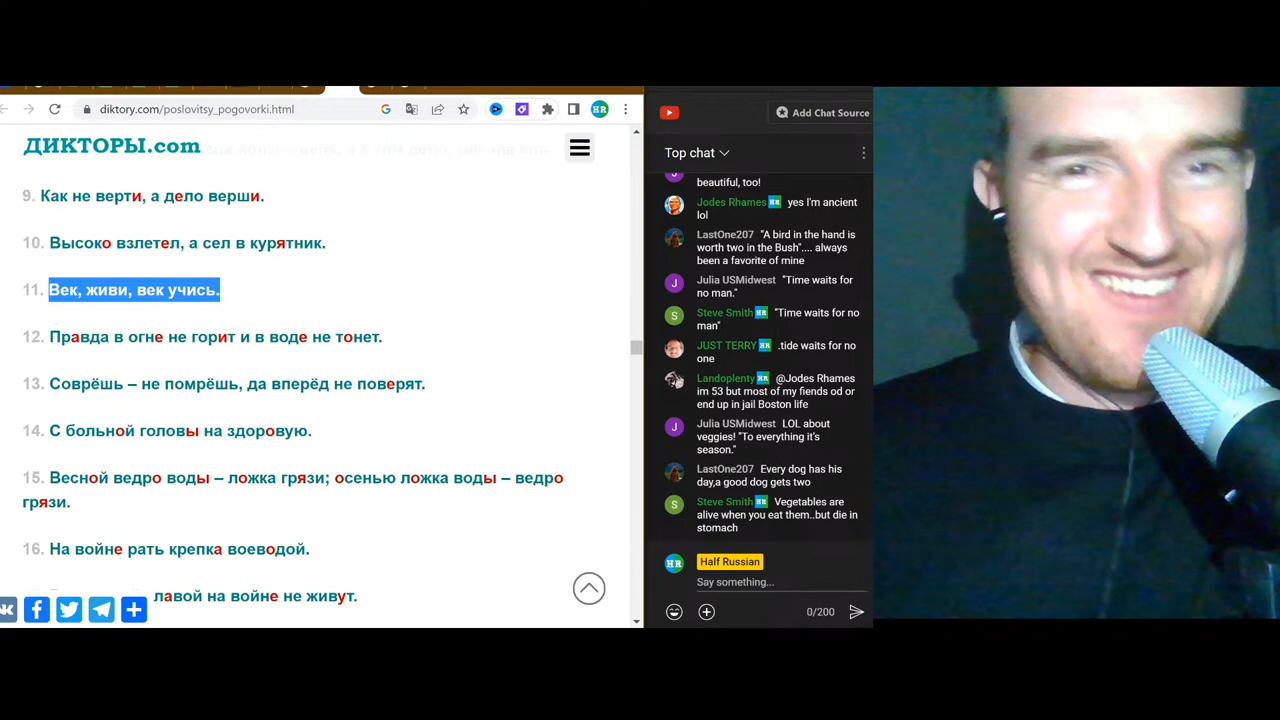 diktory.com/poslovitsy_pogovorki.html
ДИКТОРЫ.com
9. Как не верти, а дело верши.
10. Высоко взлетел, а сел в курятник.
11. Век, живи, век учись.
12. Правда в огне не горит и в воде не тонет.
13. Соврёшь – не помрёшь, да вперёд не поверят.
14. С больной головы на здоровую.
15. Весной ведро воды – ложка грязи; осенью ложка воды – ведро
грязи.
16. На войне рать крепка воеводой.
лавой на войне не живут.
Add Chat Source
Top chat
beautiful, too!
Jodes Rhames HR yes I'm ancient
lol
LastOne207 "A bird in the hand is
worth two in the Bush".... always
been a favorite of mine
Julia USMidwest "Time waits for
no man."
Steve Smith HR "Time waits for no
man"
JUST TERRY HR .tide waits for no
one
Landoplenty HR @Jodes Rhames
im 53 but most of my fiends od or
end up in jail Boston life
Julia USMidwest LOL about
veggies! "To everything it's
season."
LastOne207 Every dog has his
day,a good dog gets two
Steve Smith HR Vegetables are
alive when you eat them..but die in
stomach
HR Half Russian
Say something...
0/200